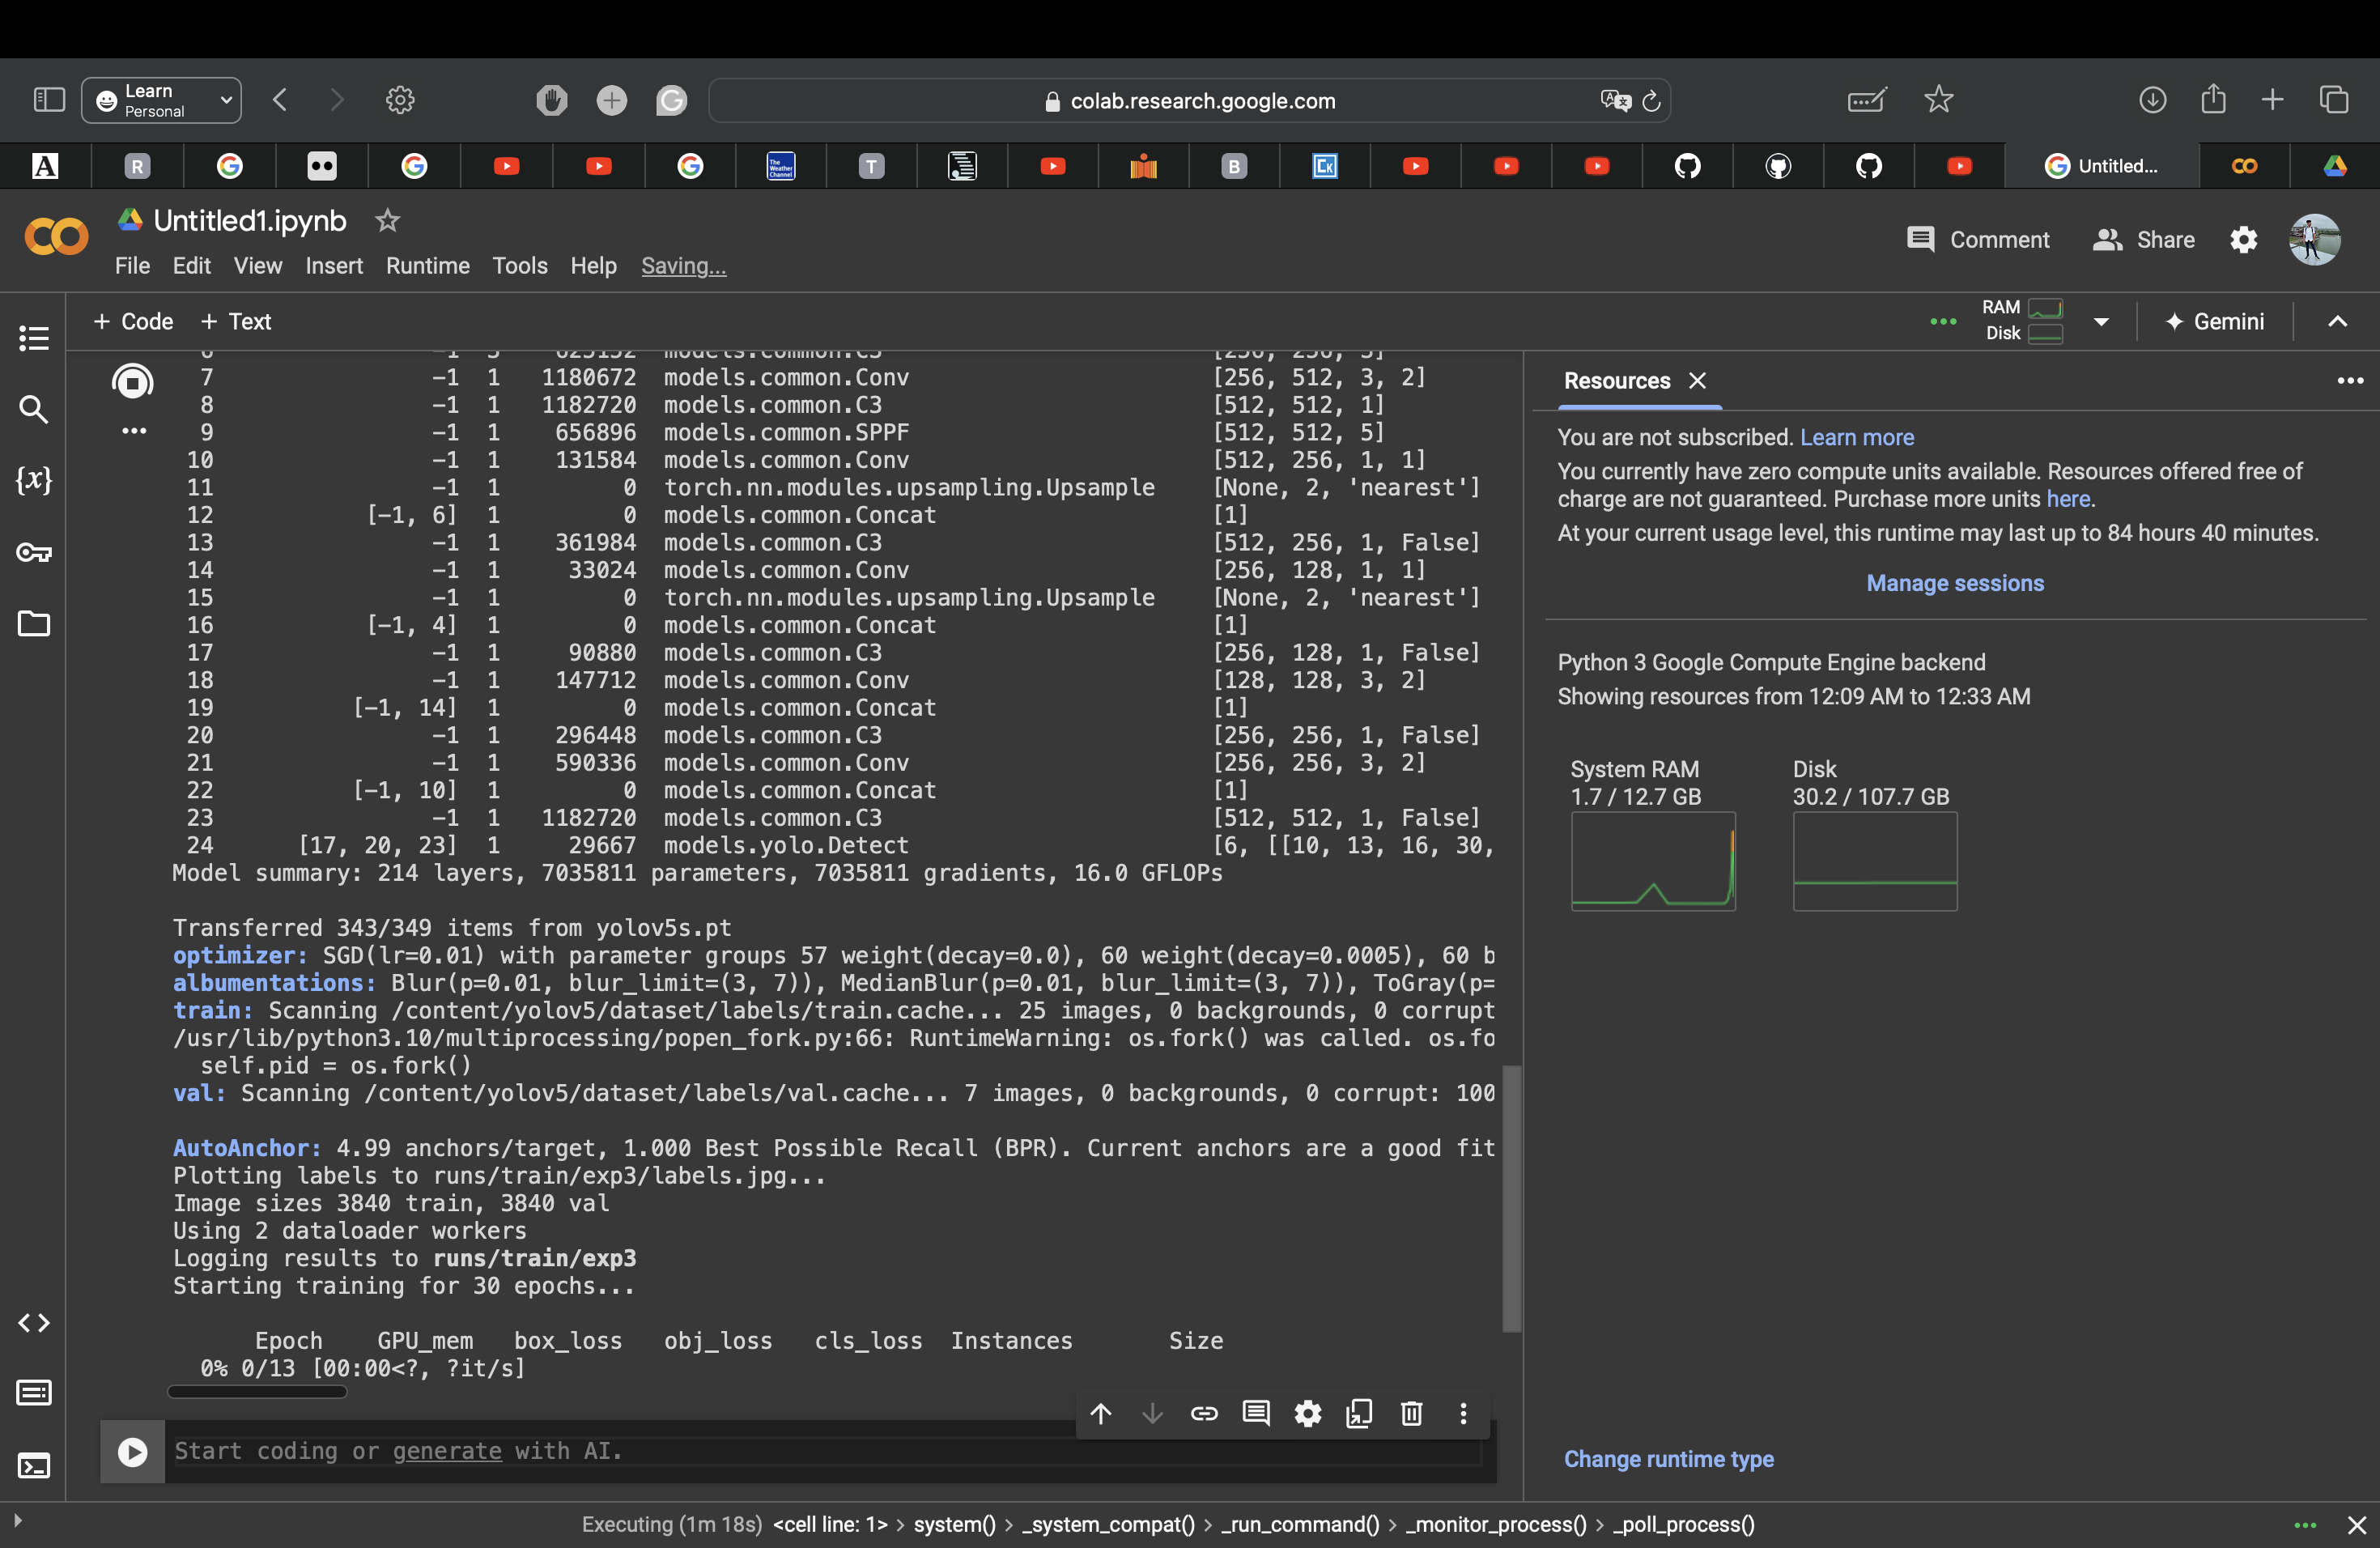 Learn
Personal
colab.research.google.com
A
R
The Weather Channel
T
B
CK
Untitled...
Untitled1.ipynb
File Edit View Insert Runtime Tools Help Saving...
Comment Share
+ Code + Text
RAM
Disk
Gemini
7 -1 1 1180672 models.common.Conv [256, 512, 3, 2]
8 -1 1 1182720 models.common.C3 [512, 512, 1]
9 -1 1 656896 models.common.SPPF [512, 512, 5]
10 -1 1 131584 models.common.Conv [512, 256, 1, 1]
11 -1 1 0 torch.nn.modules.upsampling.Upsample [None, 2, 'nearest']
12 [-1, 6] 1 0 models.common.Concat [1]
13 -1 1 361984 models.common.C3 [512, 256, 1, False]
14 -1 1 33024 models.common.Conv [256, 128, 1, 1]
15 -1 1 0 torch.nn.modules.upsampling.Upsample [None, 2, 'nearest']
16 [-1, 4] 1 0 models.common.Concat [1]
17 -1 1 90880 models.common.C3 [256, 128, 1, False]
18 -1 1 147712 models.common.Conv [128, 128, 3, 2]
19 [-1, 14] 1 0 models.common.Concat [1]
20 -1 1 296448 models.common.C3 [256, 256, 1, False]
21 -1 1 590336 models.common.Conv [256, 256, 3, 2]
22 [-1, 10] 1 0 models.common.Concat [1]
23 -1 1 1182720 models.common.C3 [512, 512, 1, False]
24 [17, 20, 23] 1 29667 models.yolo.Detect [6, [[10, 13, 16, 30,
Model summary: 214 layers, 7035811 parameters, 7035811 gradients, 16.0 GFLOPs
Transferred 343/349 items from yolov5s.pt
optimizer: SGD(lr=0.01) with parameter groups 57 weight(decay=0.0), 60 weight(decay=0.0005), 60 b
albumentations: Blur(p=0.01, blur_limit=(3, 7)), MedianBlur(p=0.01, blur_limit=(3, 7)), ToGray(p=
train: Scanning /content/yolov5/dataset/labels/train.cache... 25 images, 0 backgrounds, 0 corrupt
/usr/lib/python3.10/multiprocessing/popen_fork.py:66: RuntimeWarning: os.fork() was called. os.fo
self.pid = os.fork()
val: Scanning /content/yolov5/dataset/labels/val.cache... 7 images, 0 backgrounds, 0 corrupt: 100
AutoAnchor: 4.99 anchors/target, 1.000 Best Possible Recall (BPR). Current anchors are a good fit
Plotting labels to runs/train/exp3/labels.jpg...
Image sizes 3840 train, 3840 val
Using 2 dataloader workers
Logging results to runs/train/exp3
Starting training for 30 epochs...
Epoch GPU_mem box_loss obj_loss cls_loss Instances Size
0% 0/13 [00:00<?, ?it/s]
Start coding or generate with AI.
Resources
You are not subscribed. Learn more
You currently have zero compute units available. Resources offered free of
charge are not guaranteed. Purchase more units here.
At your current usage level, this runtime may last up to 84 hours 40 minutes.
Manage sessions
Python 3 Google Compute Engine backend
Showing resources from 12:09 AM to 12:33 AM
System RAM
1.7 / 12.7 GB
Disk
30.2 / 107.7 GB
Change runtime type
Executing (1m 18s) <cell line: 1> > system() > _system_compat() > _run_command() > _monitor_process() > _poll_process()